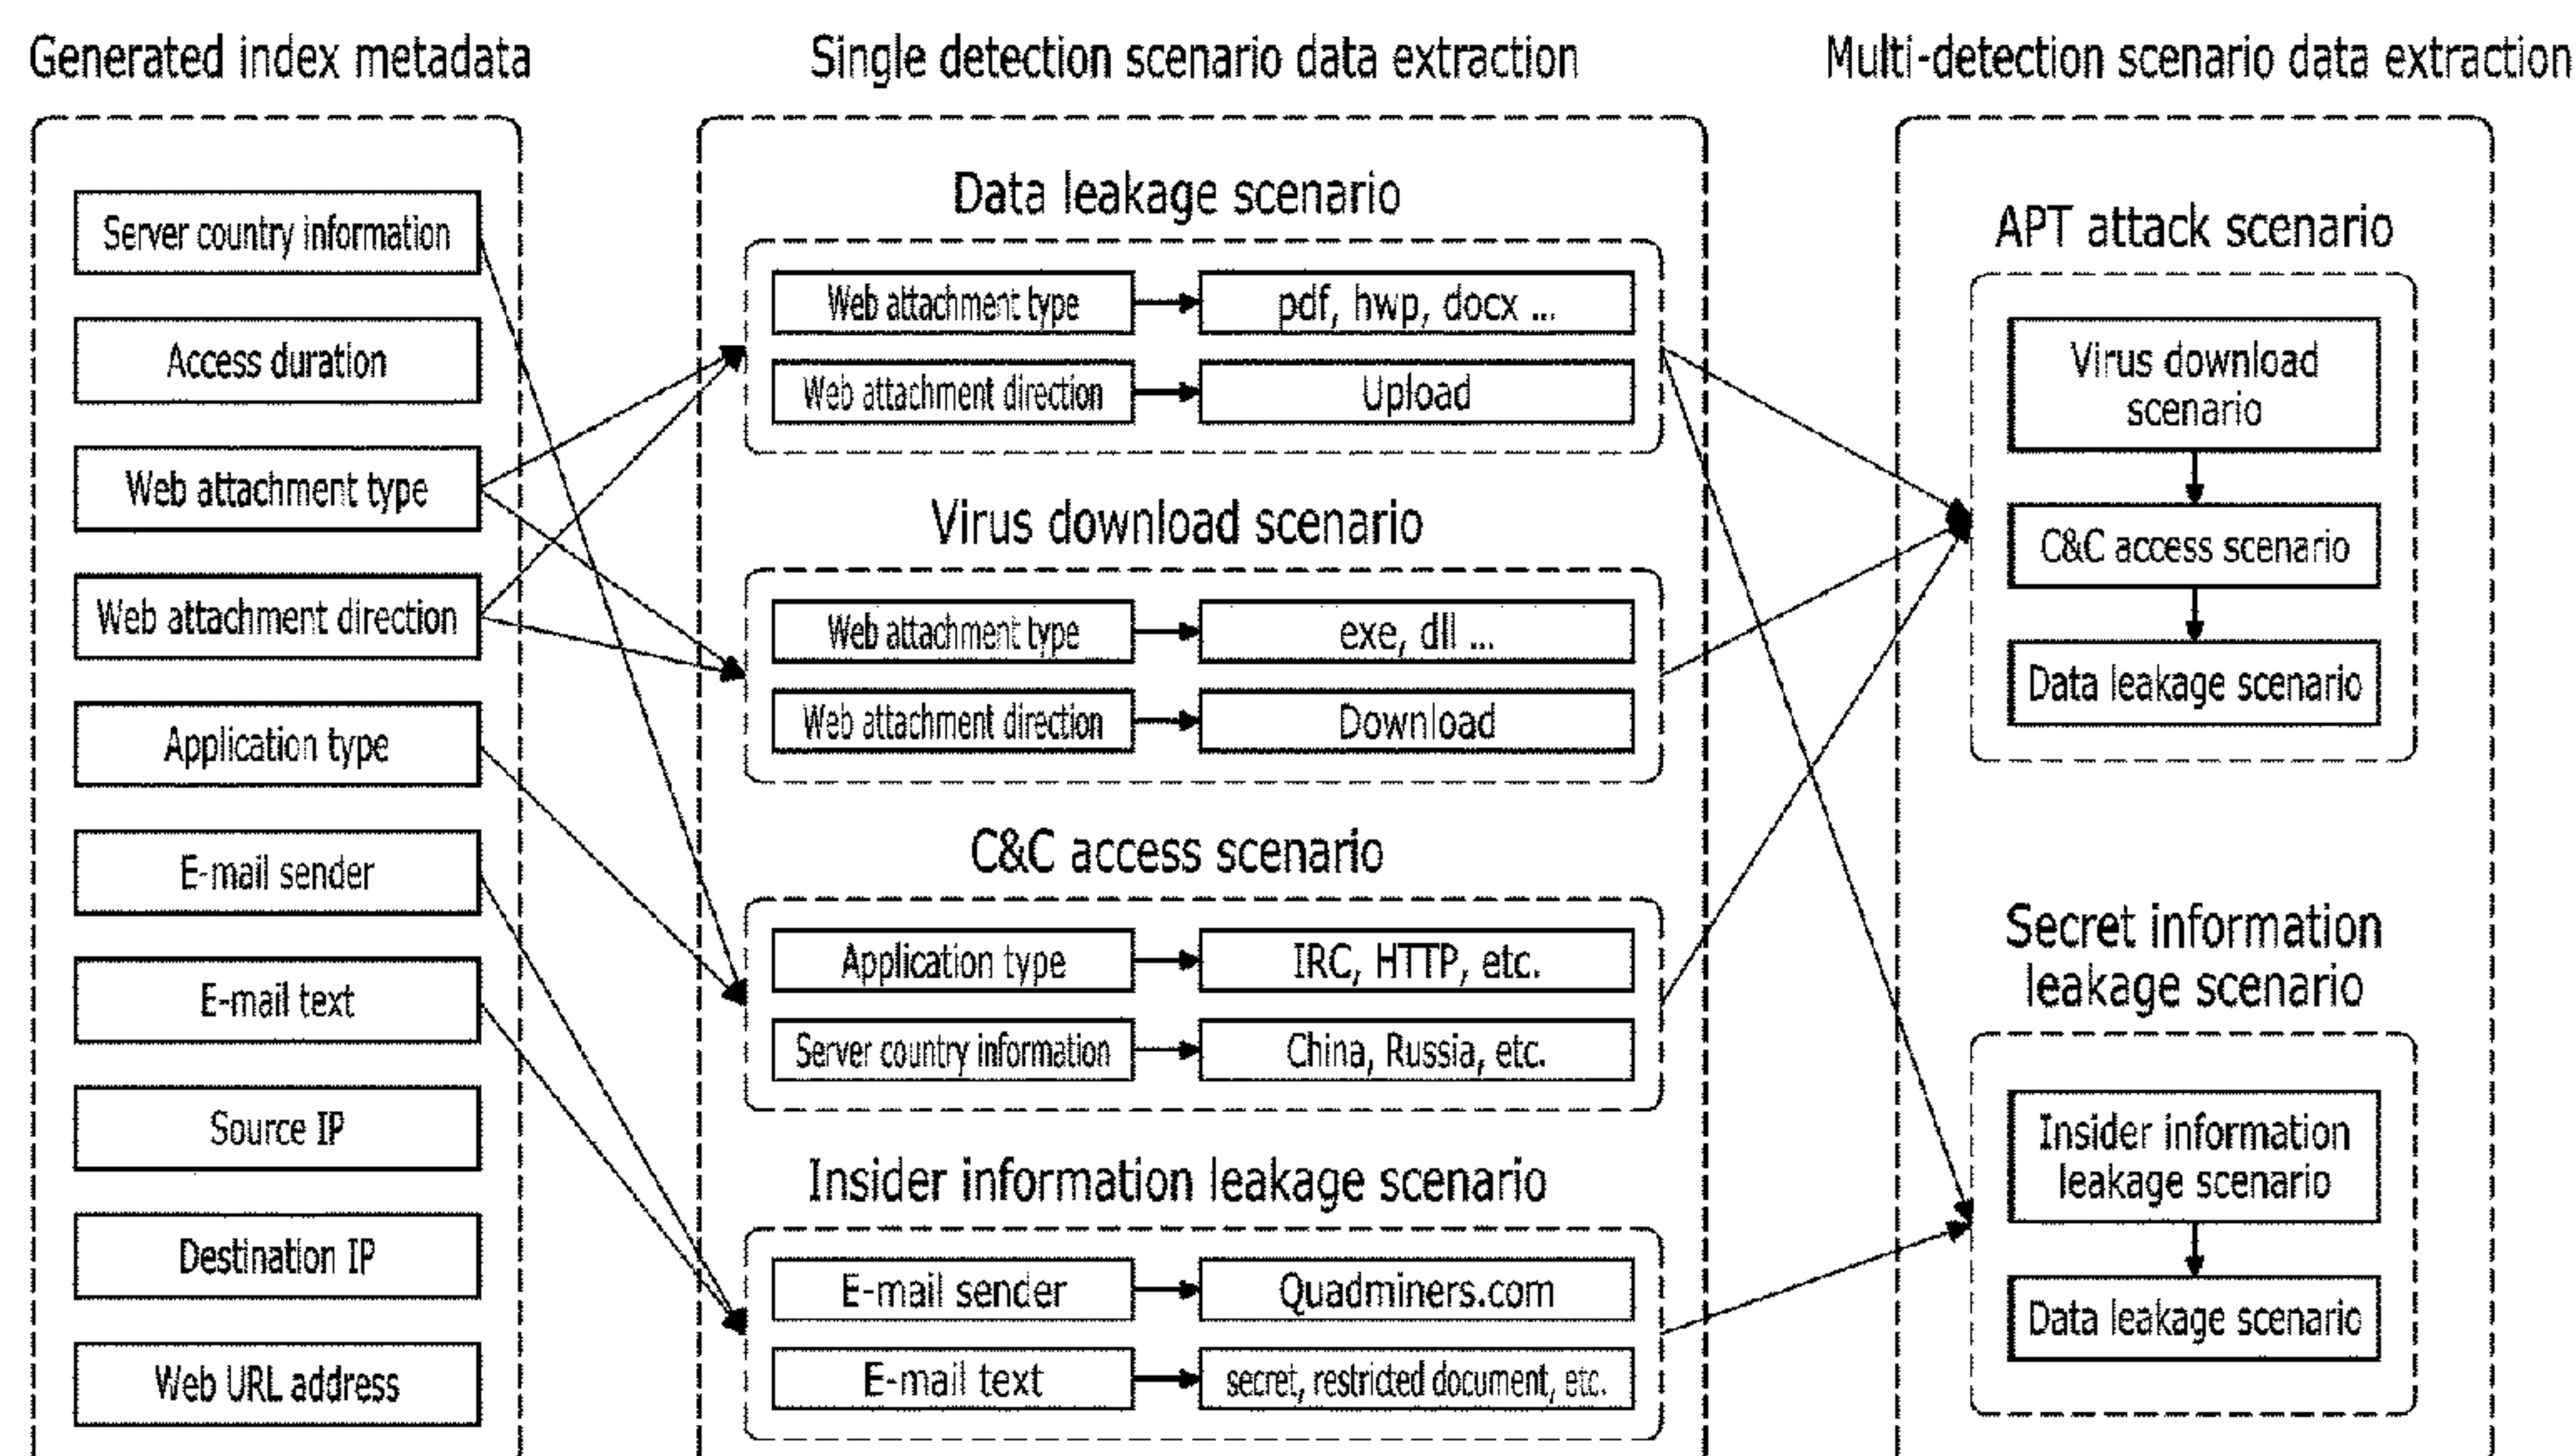 Generated index metadata
Server country information
Access duration
Web attachment type
Web attachment direction
Application type
E-mail sender
E-mail text
Source IP
Destination IP
Web URL address
Single detection scenario data extraction
Data leakage scenario
Web attachment type
pdf, hwp, docx ...
Web attachment direction
Upload
Virus download scenario
Web attachment type
exe, dll ...
Web attachment direction
Download
C&C access scenario
Application type
IRC, HTTP, etc.
Server country information
China, Russia, etc.
Insider information leakage scenario
E-mail sender
Quadminers.com
E-mail text
secret, restricted document, etc.
Multi-detection scenario data extraction
APT attack scenario
Virus download
scenario
C&C access scenario
Data leakage scenario
Secret information
leakage scenario
Insider information
leakage scenario
Data leakage scenario